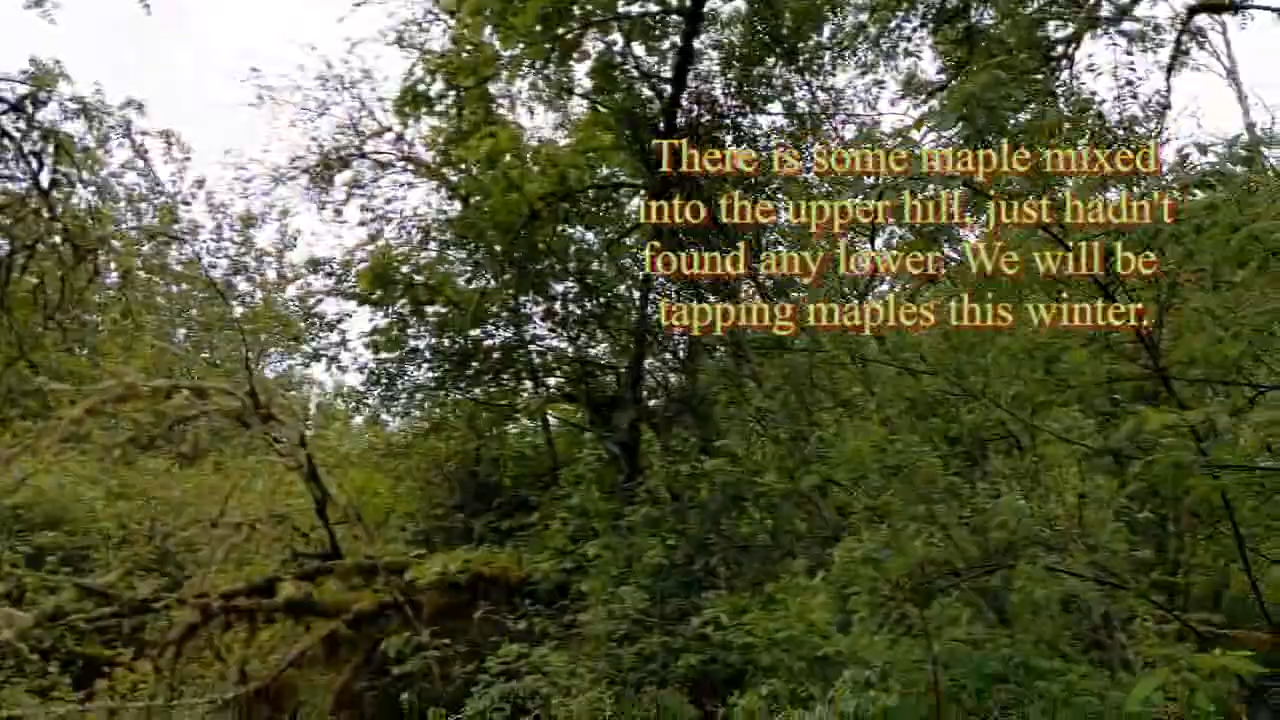 There is some maple mixed
into the upper hill, just hadn't
found any lower. We will be
tapping maples this winter.